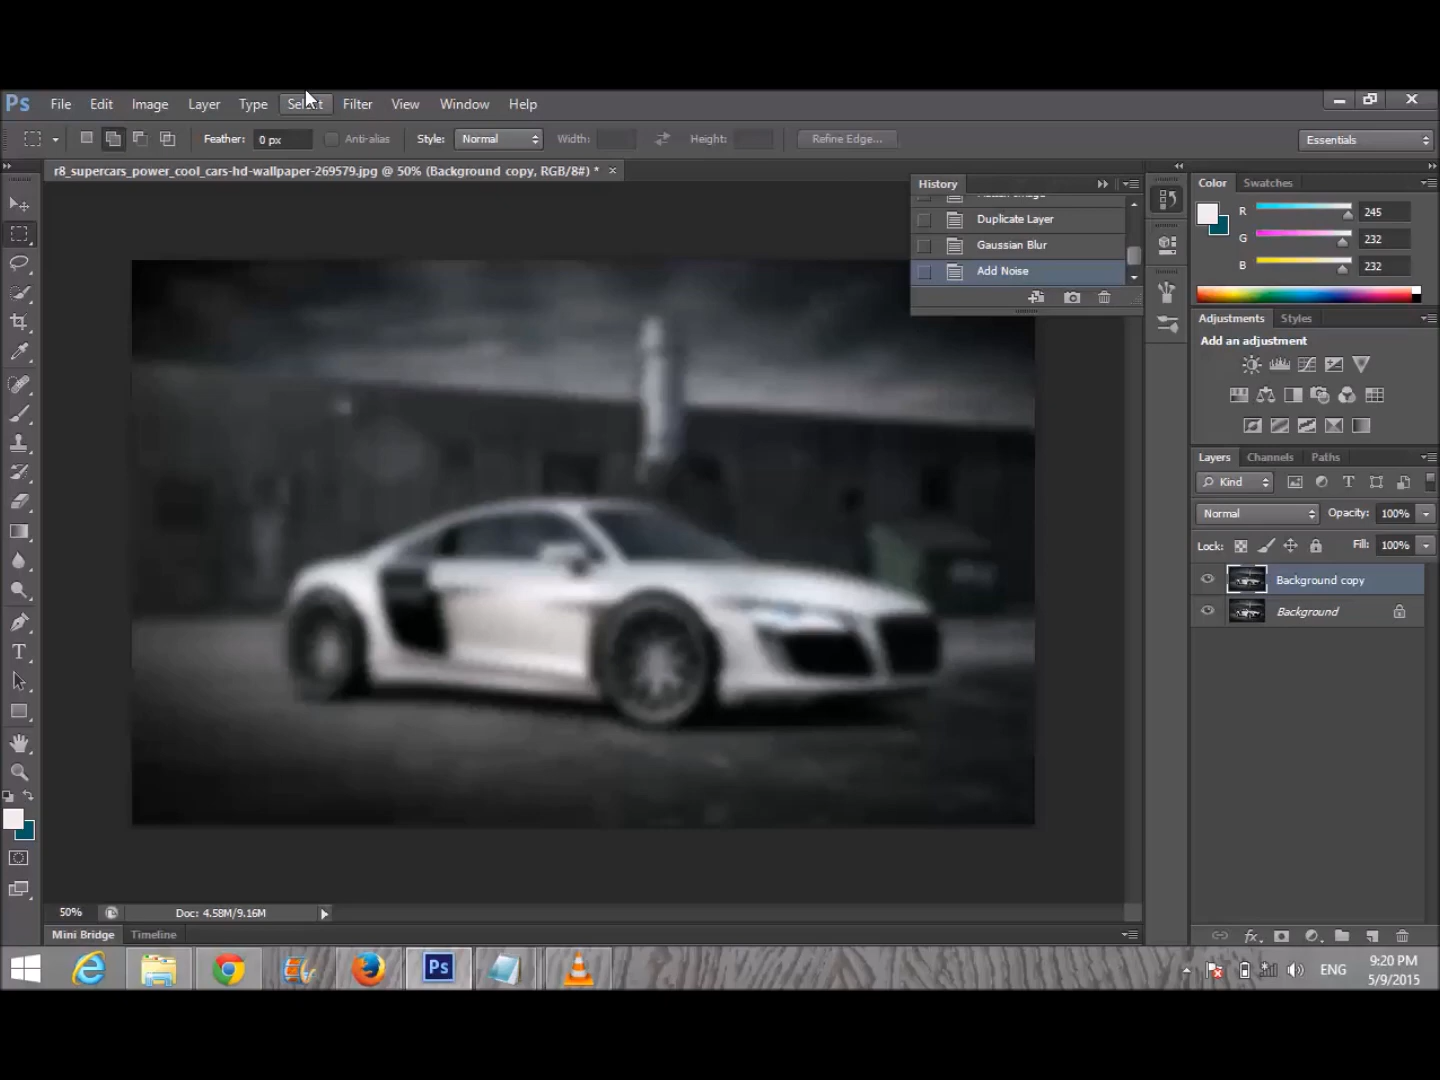 Ps File Edit Image Layer Type Select Filter View Window Help
Feather: 0 px Anti-alias Style: Normal Width: Height: Refine Edge... Essentials
r8_supercars_power_cool_cars-hd-wallpaper-269579.jpg @ 50% (Background copy, RGB/8#) * ×
History
Duplicate Layer
Gaussian Blur
Add Noise
Color Swatches
R 245
G 232
B 232
Adjustments Styles
Add an adjustment
Layers Channels Paths
Kind
Normal Opacity: 100%
Lock: Fill: 100%
Background copy
Background
50% Doc: 4.58M/9.16M
Mini Bridge Timeline
Ps ENG 9:20 PM
5/9/2015